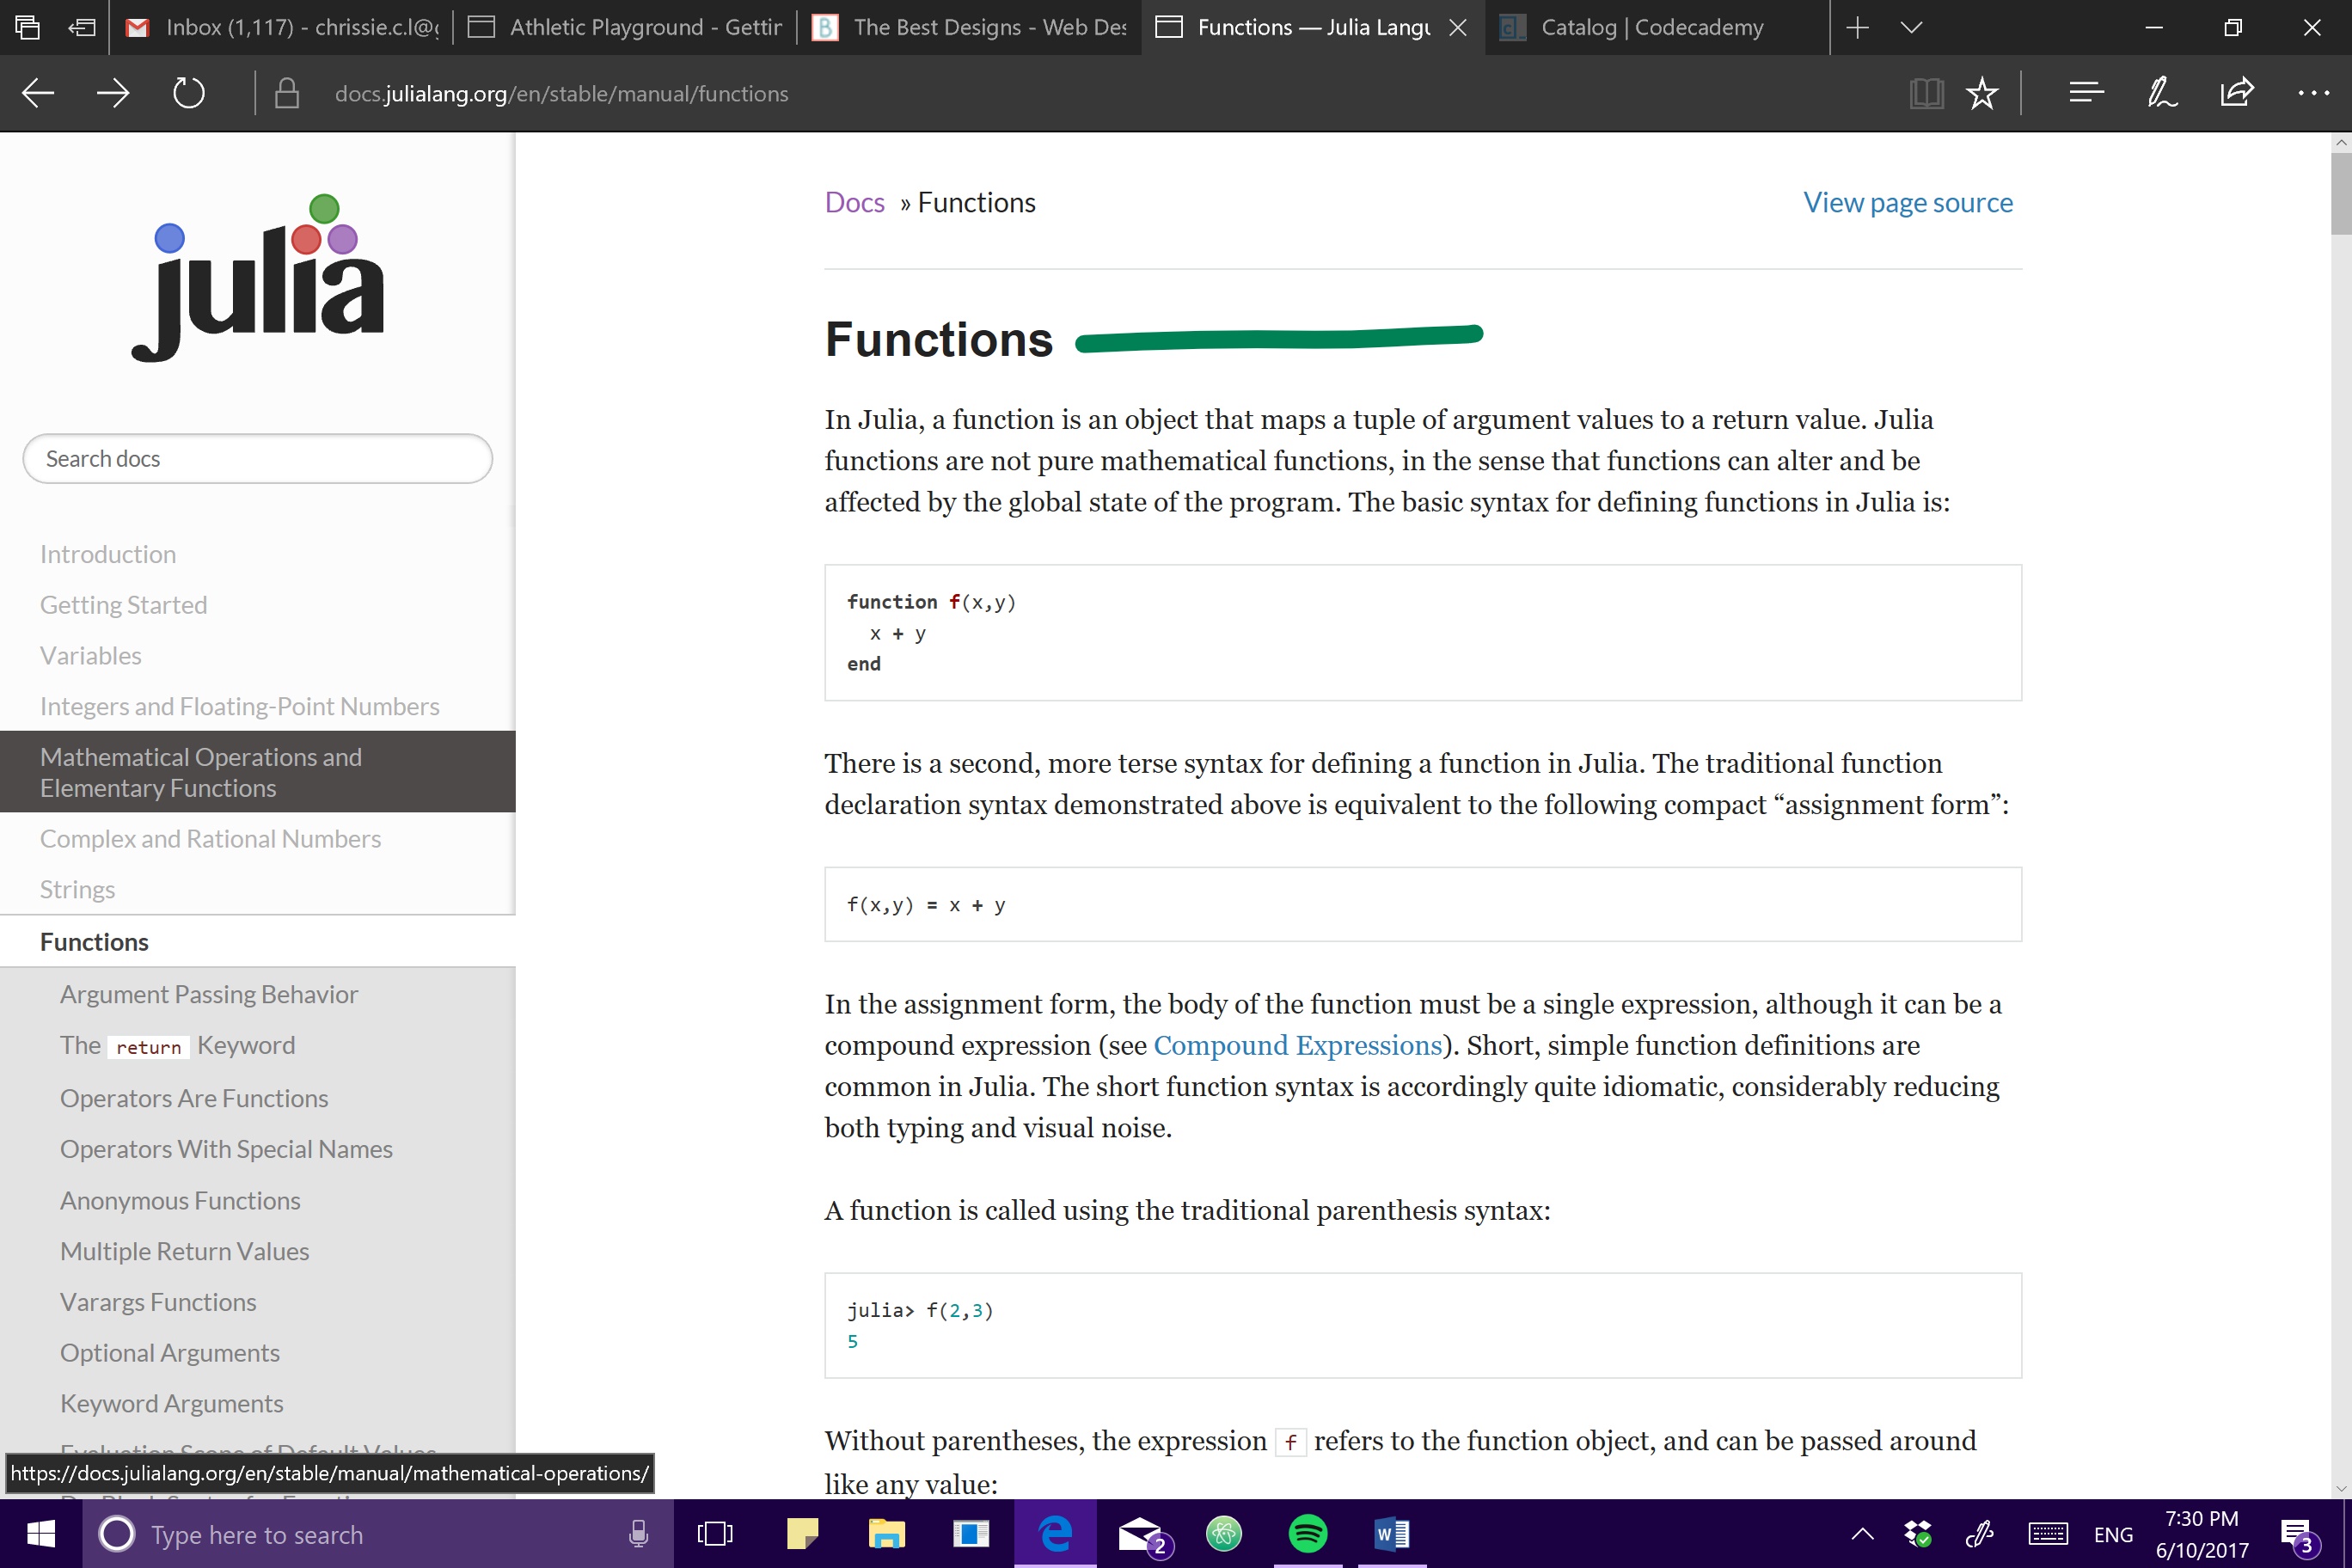 Inbox (1,117) - chrissie.c.l@g
Athletic Playground - Gettin
The Best Designs - Web Des
Functions — Julia Langu
Catalog | Codecademy
docs.julialang.org/en/stable/manual/functions
julia
Search docs
Introduction
Getting Started
Variables
Integers and Floating-Point Numbers
Mathematical Operations and
Elementary Functions
Complex and Rational Numbers
Strings
Functions
Argument Passing Behavior
The return Keyword
Operators Are Functions
Operators With Special Names
Anonymous Functions
Multiple Return Values
Varargs Functions
Optional Arguments
Keyword Arguments
Evaluation Scope of Default Values
https://docs.julialang.org/en/stable/manual/mathematical-operations/
Docs » Functions
View page source
Functions
In Julia, a function is an object that maps a tuple of argument values to a return value. Julia
functions are not pure mathematical functions, in the sense that functions can alter and be
affected by the global state of the program. The basic syntax for defining functions in Julia is:
function f(x,y)
x + y
end
There is a second, more terse syntax for defining a function in Julia. The traditional function
declaration syntax demonstrated above is equivalent to the following compact “assignment form”:
f(x,y) = x + y
In the assignment form, the body of the function must be a single expression, although it can be a
compound expression (see Compound Expressions). Short, simple function definitions are
common in Julia. The short function syntax is accordingly quite idiomatic, considerably reducing
both typing and visual noise.
A function is called using the traditional parenthesis syntax:
julia> f(2,3)
5
Without parentheses, the expression f refers to the function object, and can be passed around
like any value:
Type here to search
2
ENG
7:30 PM
6/10/2017
3